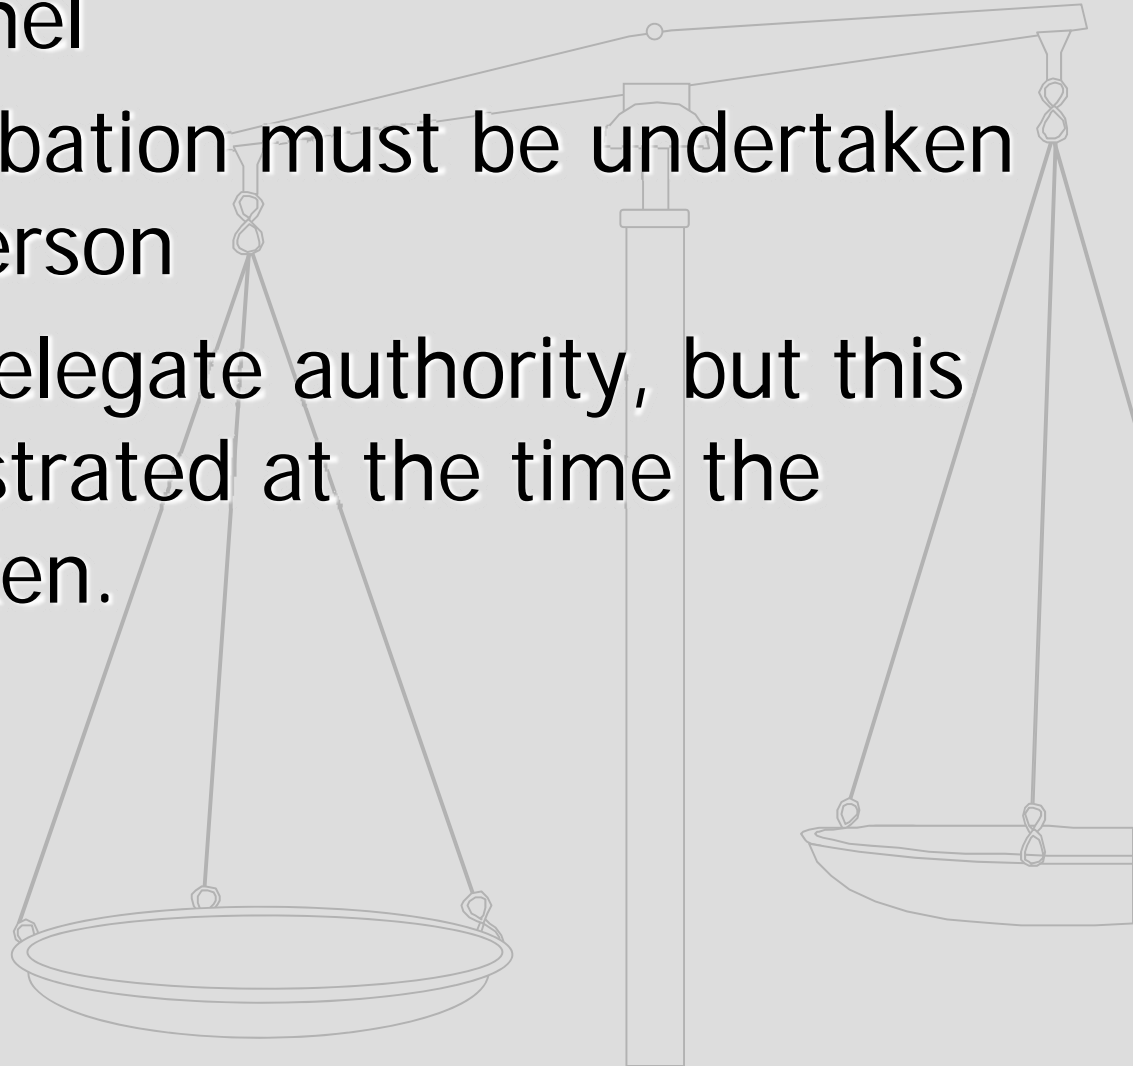 nel
bation must be undertaken
erson
elegate authority, but this
strated at the time the
en.